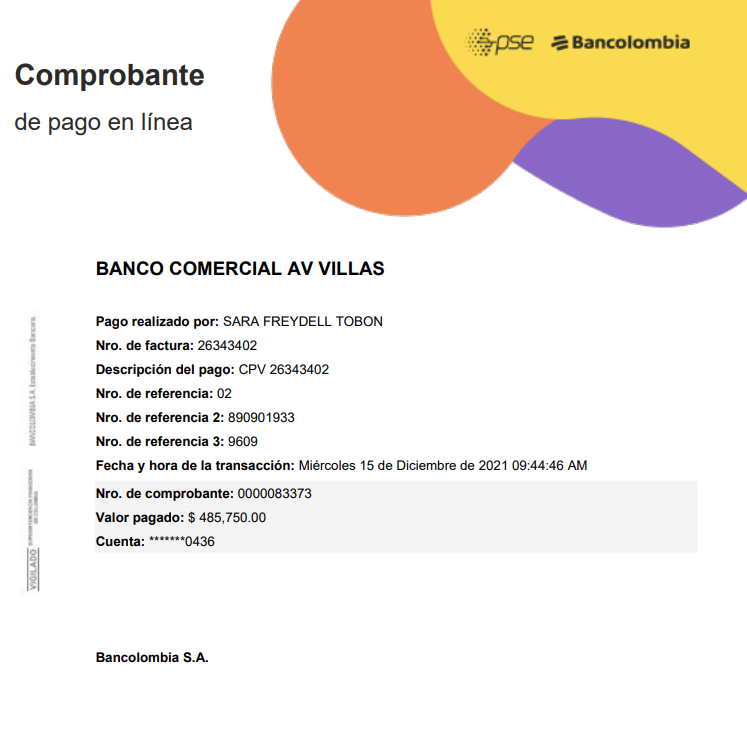 pse Bancolombia
Comprobante
de pago en línea
BANCO COMERCIAL AV VILLAS
Pago realizado por: SARA FREYDELL TOBON
Nro. de factura: 26343402
Descripción del pago: CPV 26343402
Nro. de referencia: 02
Nro. de referencia 2: 890901933
Nro. de referencia 3: 9609
Fecha y hora de la transacción: Miércoles 15 de Diciembre de 2021 09:44:46 AM
Nro. de comprobante: 0000083373
Valor pagado: $ 485,750.00
Cuenta: *******0436
BANCOLOMBIA S.A. Establecimiento Bancario.
VIGILADO SUPERINTENDENCIA FINANCIERA
DE COLOMBIA
Bancolombia S.A.